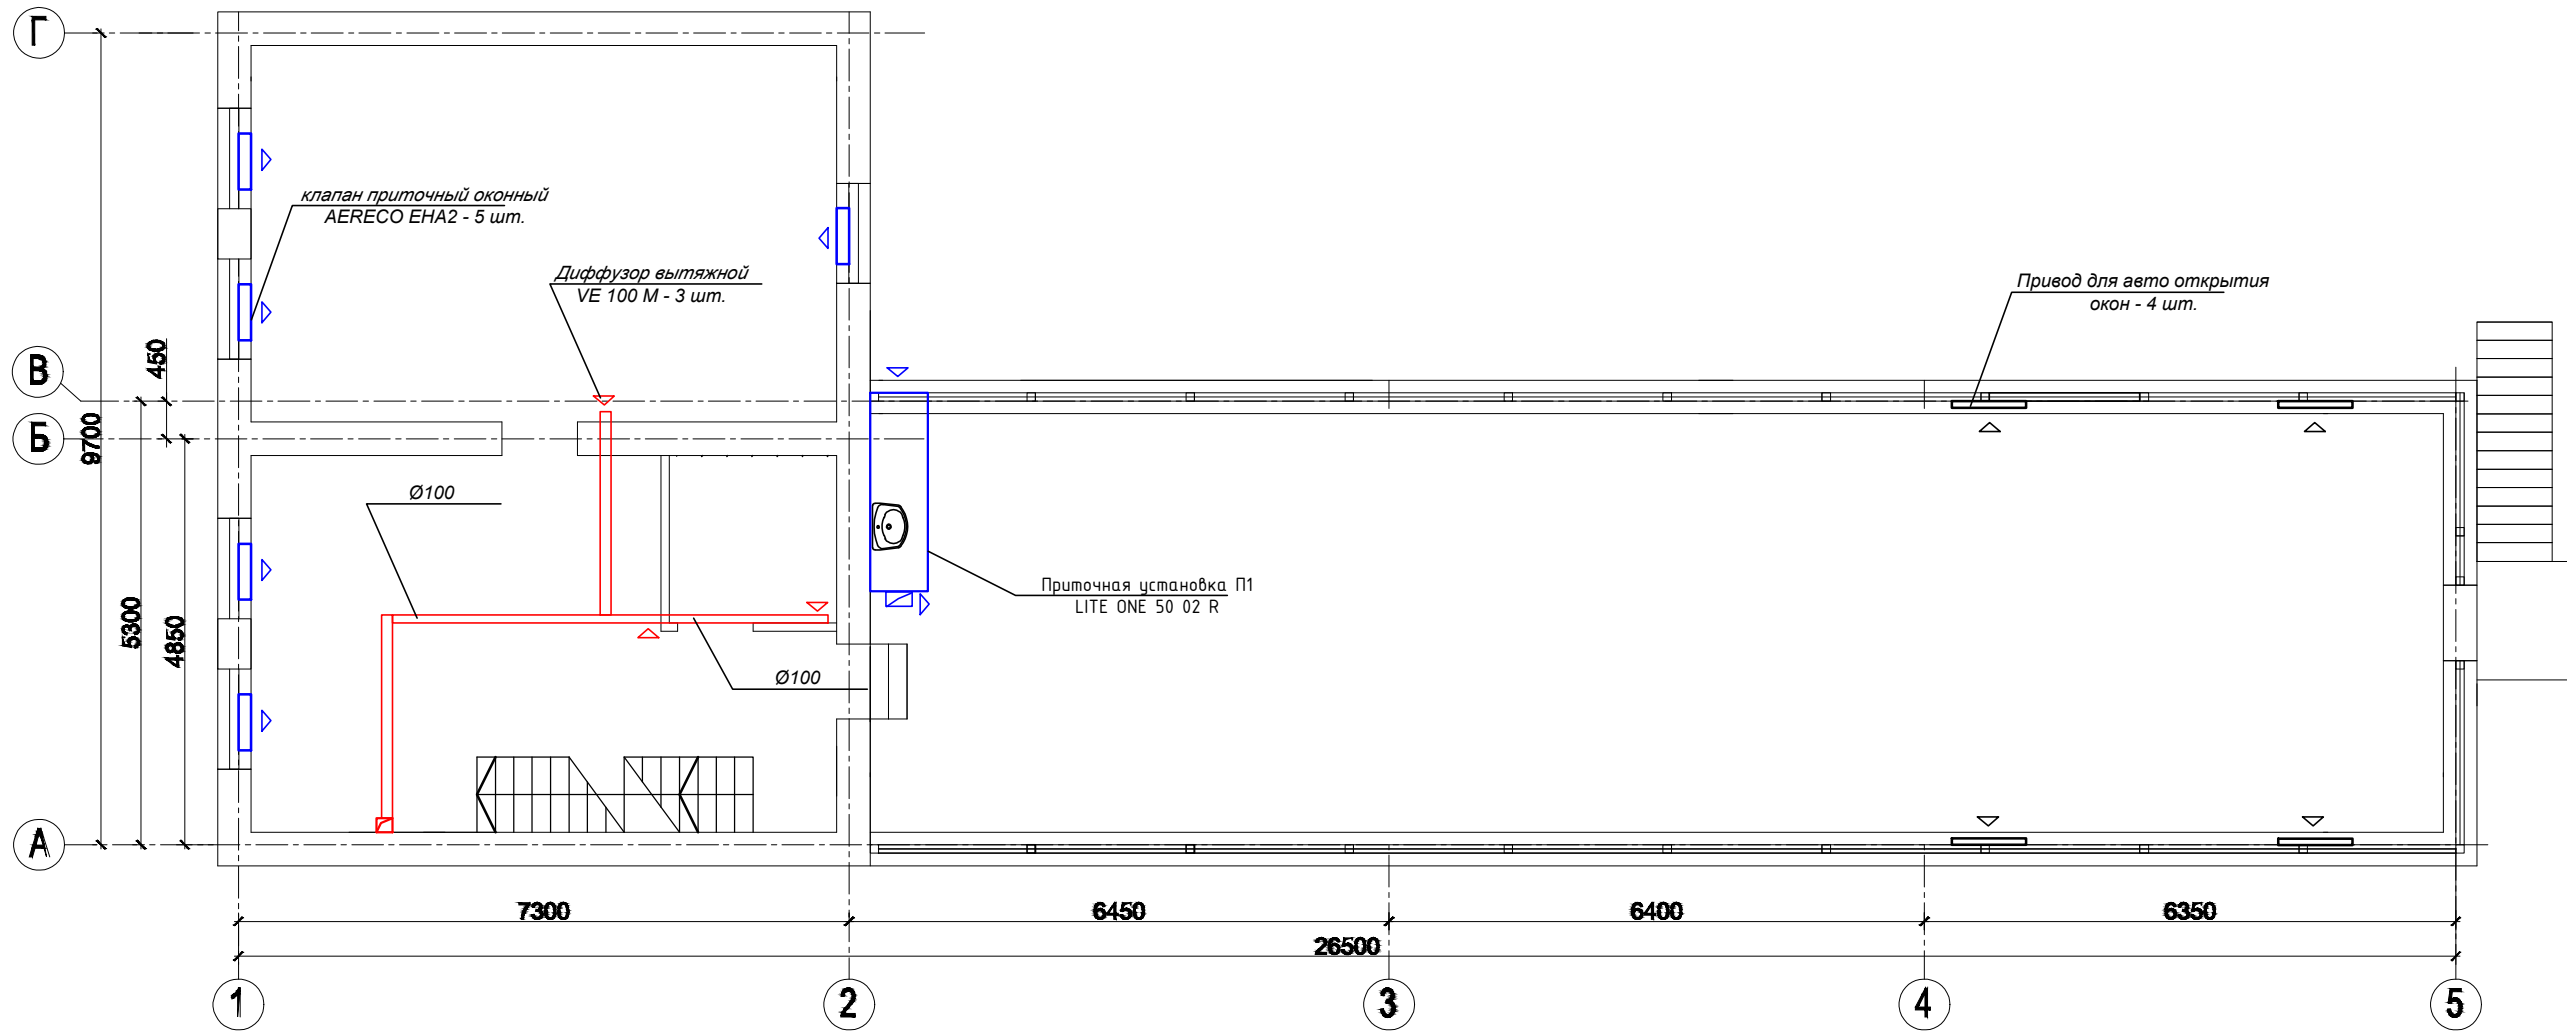 Г
клапан приточный оконный
AERECO EHA2 - 5 шт.
Диффузор вытяжной
VE 100 М - 3 шт.
Привод для авто открытия
окон - 4 шт.
В
450
Б
9700
Ø100
Приточная установка П1
LITE ONE 50 02 R
5300
4850
Ø100
А
7300
6450
6400
6350
26500
1
2
3
4
5